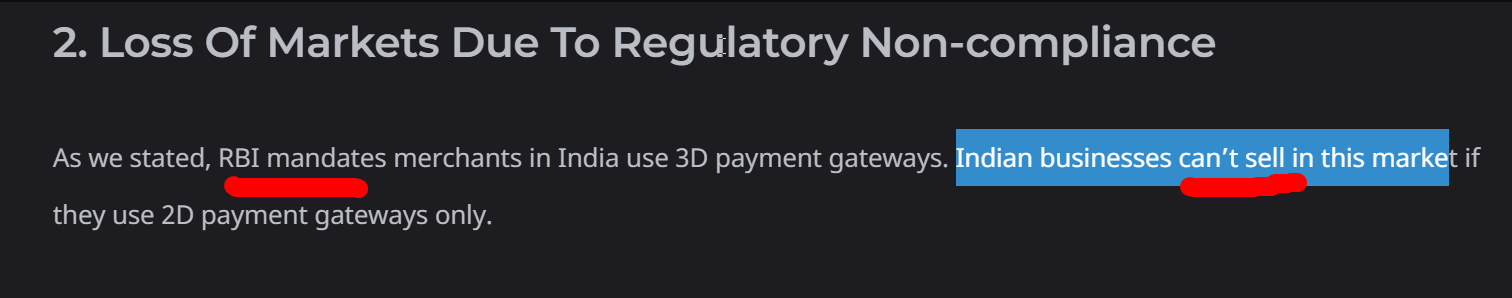 2. Loss Of Markets Due To Regulatory Non-compliance
As we stated, RBI mandates merchants in India use 3D payment gateways. Indian businesses can’t sell in this market if
they use 2D payment gateways only.